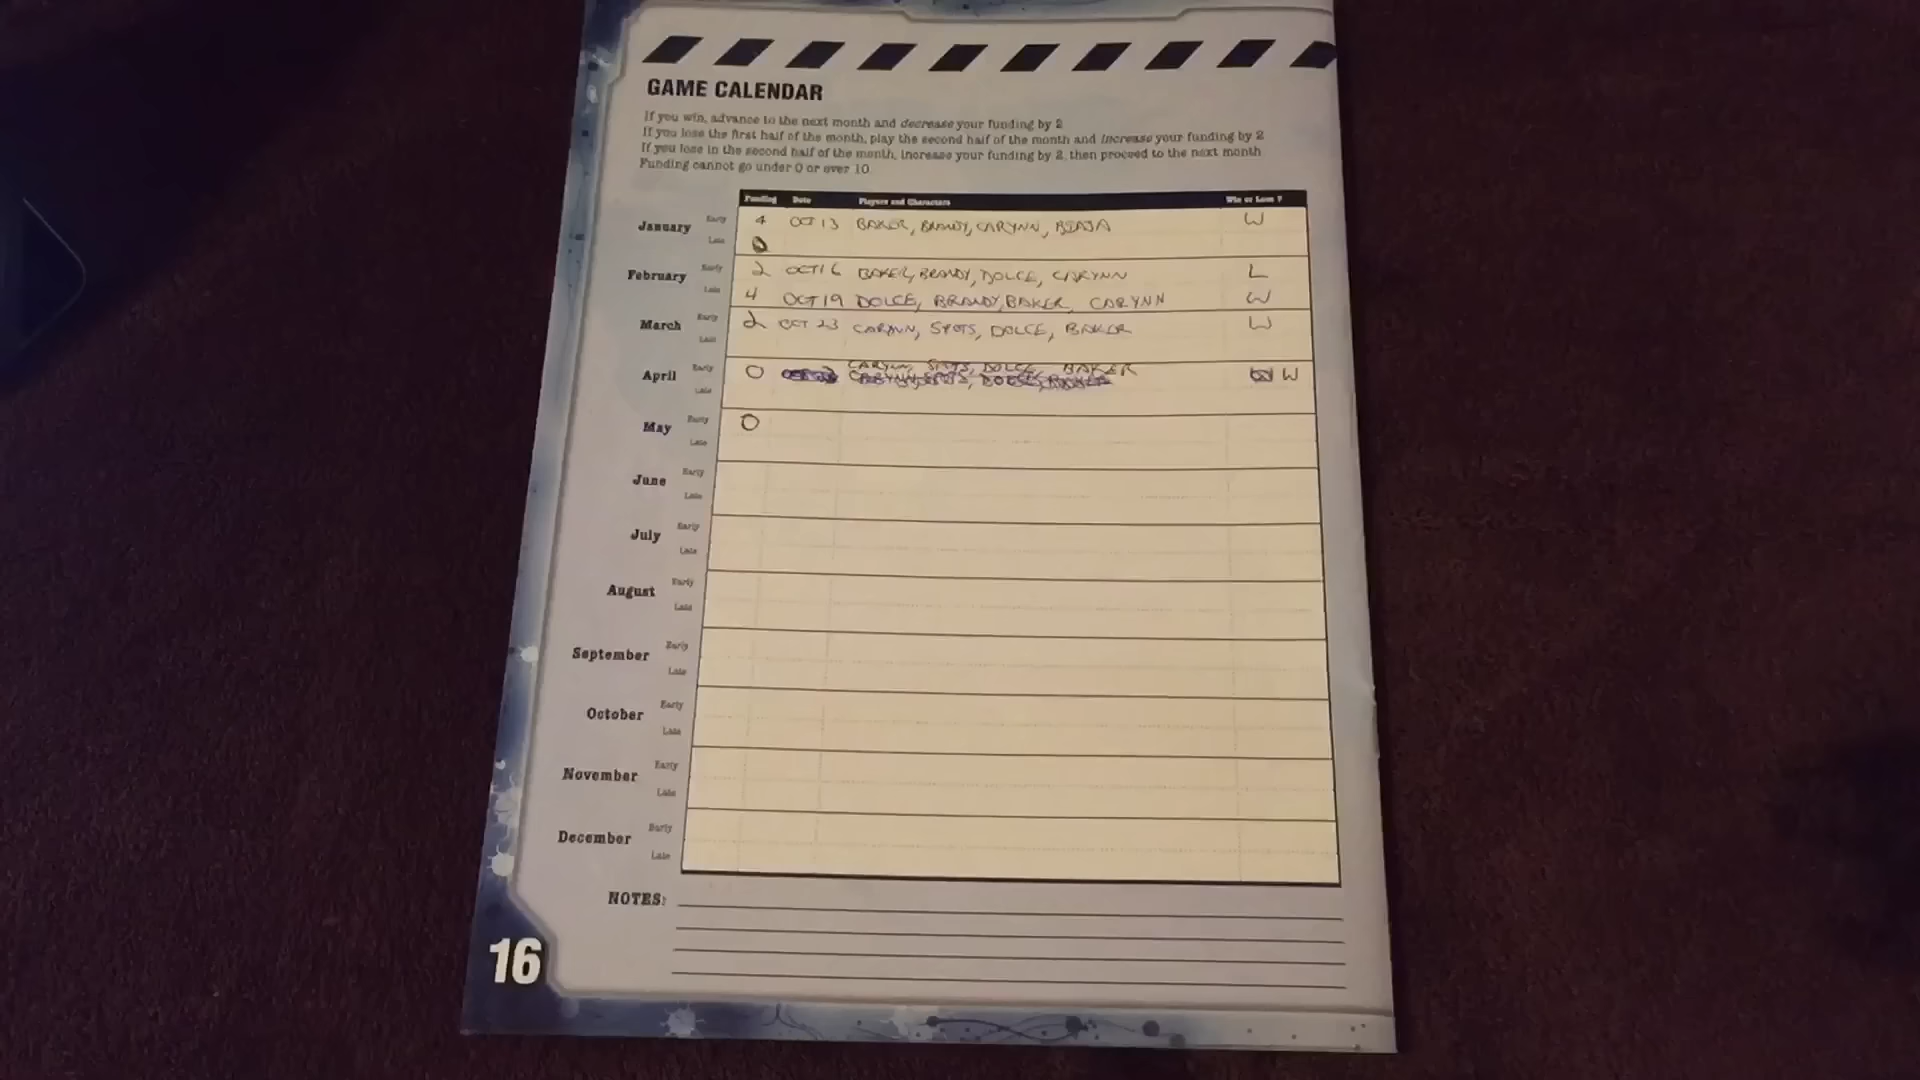 GAME CALENDAR
If you win, advance to the next month and decrease your funding by 2
If you lose the first half of the month, play the second half of the month and increase your funding by 2
If you lose in the second half of the month, increase your funding by 2, then proceed to the next month
Funding cannot go under 0 or over 10
Funding Date Players and Characters Win or Lose ?
January Early 4 OCT 13 BAKER, BRANDY, CARYNN, W
Late
February Early 2 OCT 16 BAKER, BRANDY, DOLCE, CARYNN L
Late 4 OCT 19 DOLCE, BRANDY, BAKER, CARYNN W
March Early 2 OCT 23 CARYNN, SPOTS, DOLCE, BAKER W
Late
CARYNN, SPOTS, DOLCE, BAKER
April Early 0 W
Late
May Early 0
Late
June Early
Late
July Early
Late
August Early
Late
September Early
Late
October Early
Late
November Early
Late
December Early
Late
NOTES:
16